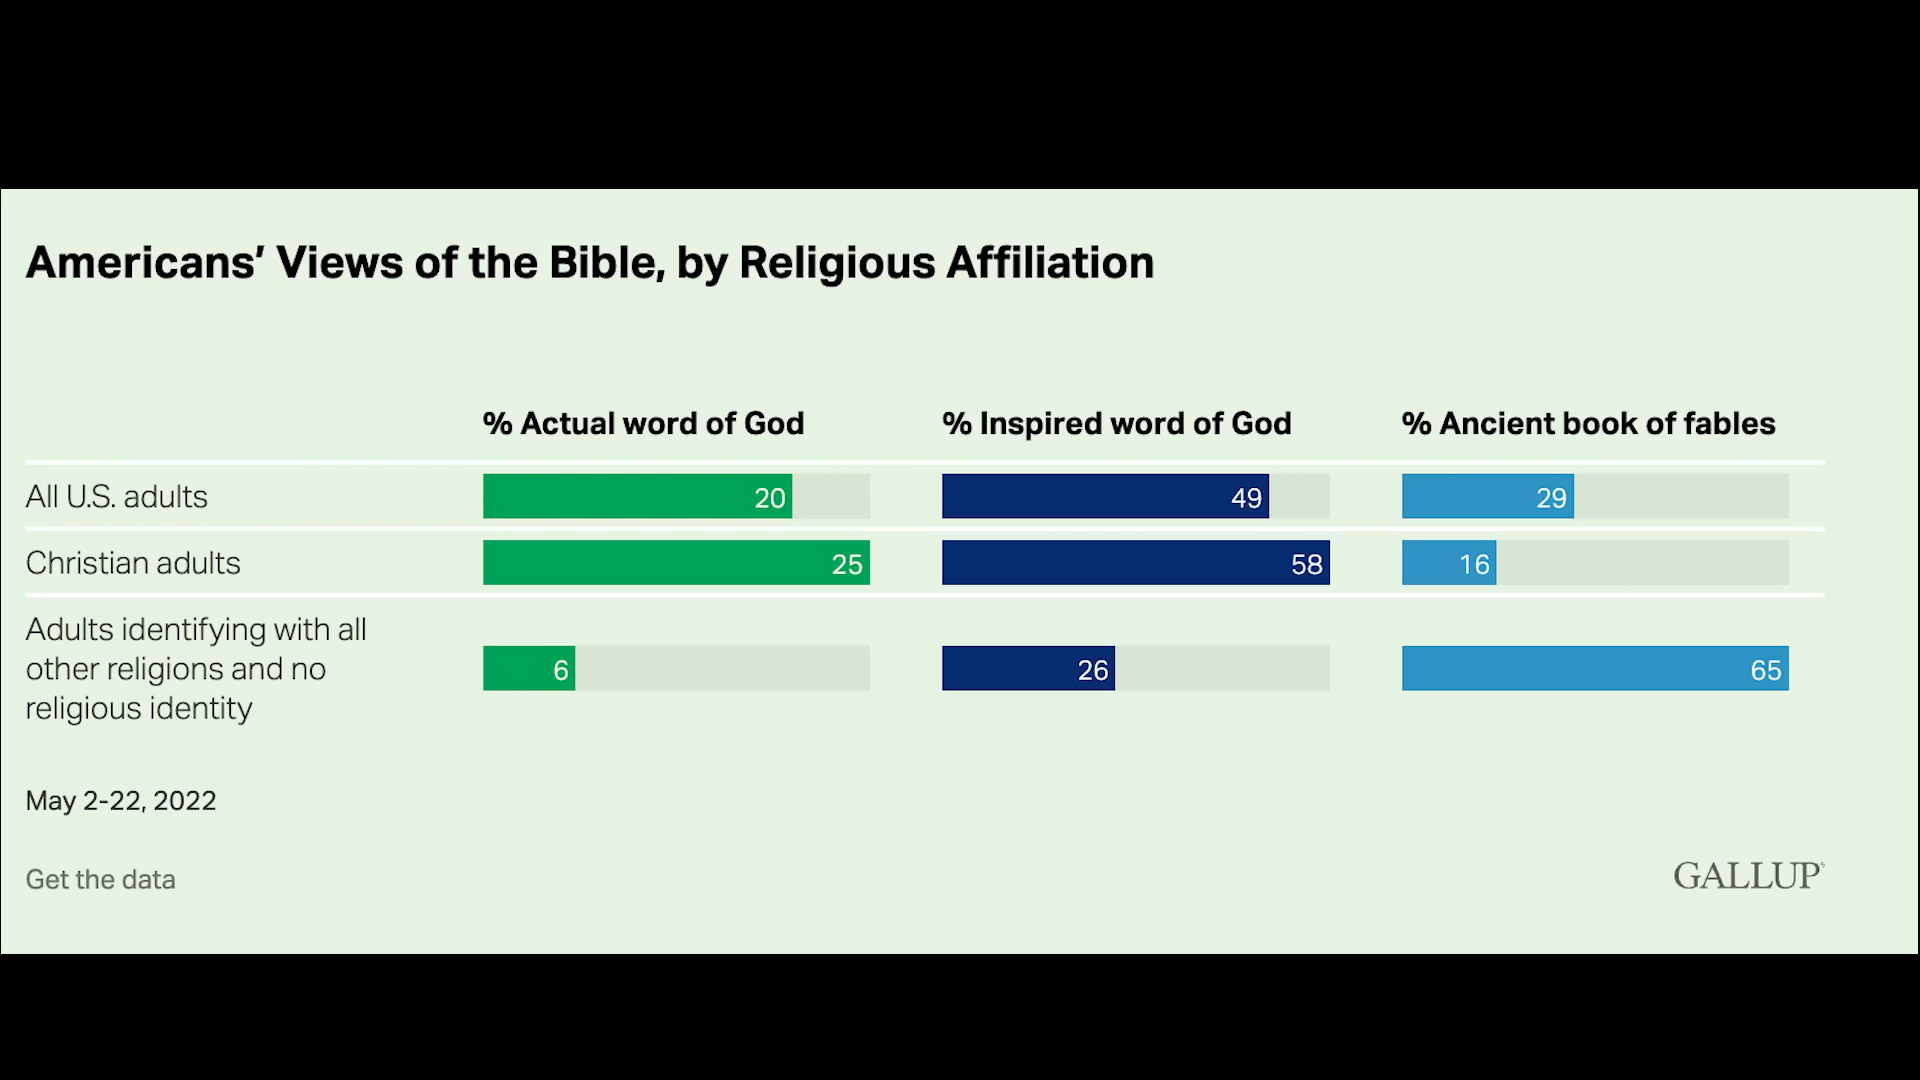 Americans’ Views of the Bible, by Religious Affiliation
% Actual word of God % Inspired word of God % Ancient book of fables
All U.S. adults 20 49 29
Christian adults 25 58 16
Adults identifying with all
other religions and no 6 26 65
religious identity
May 2-22, 2022
Get the data GALLUP